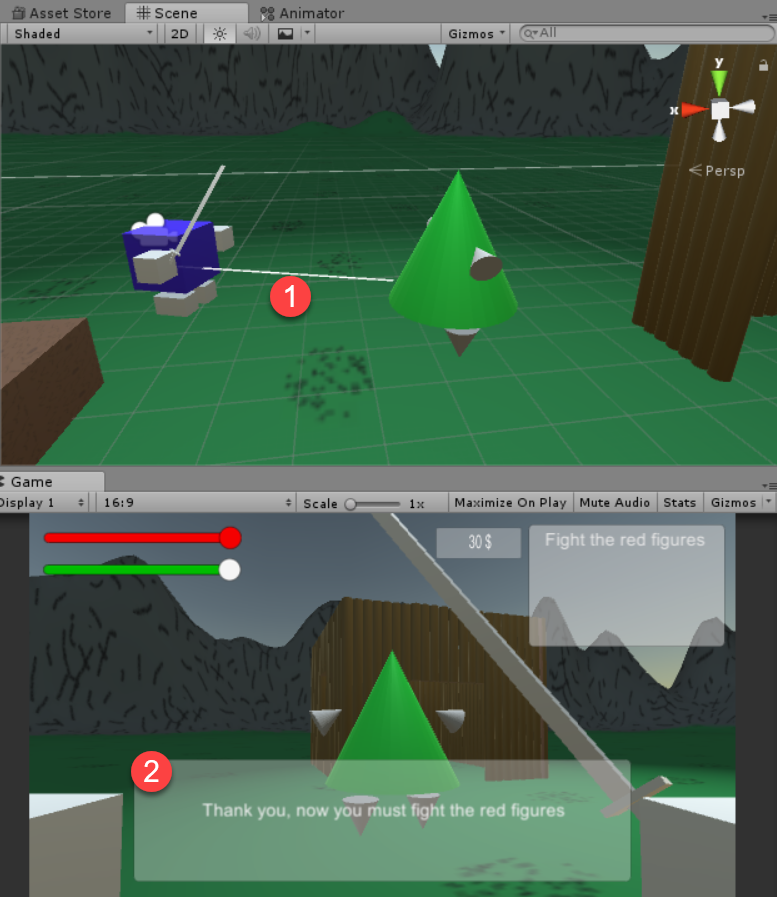 Asset Store Scene Animator
Shaded 2D Gizmos All
y
x
Persp
1
Game
Display 1 16:9 Scale 1x Maximize On Play Mute Audio Stats Gizmos
30 $ Fight the red figures
2
Thank you, now you must fight the red figures